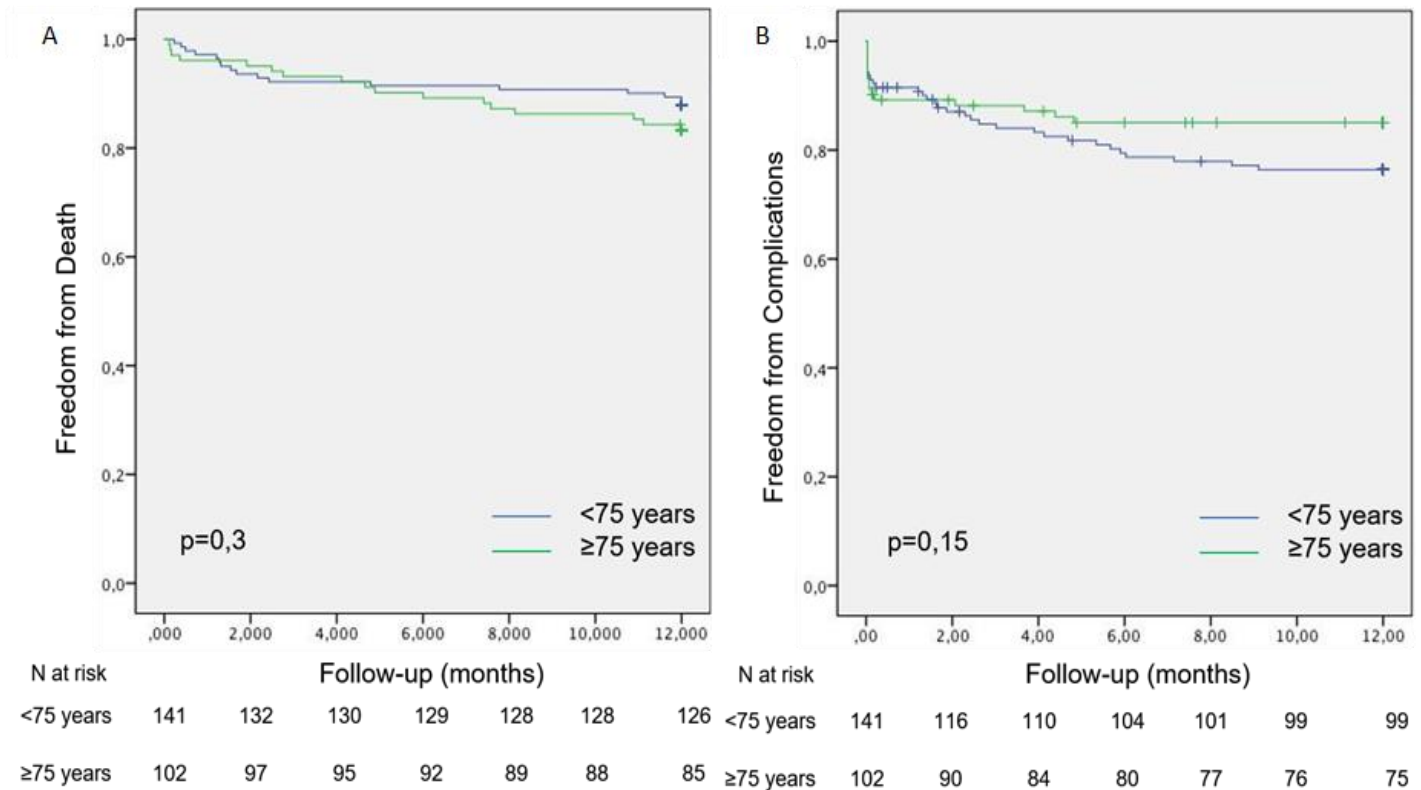 A
Freedom from Death
1,0
0,8
0,6
0,4
0,2
0,0
p=0,3
<75 years
≥75 years
,000 2,000 4,000 6,000 8,000 10,000 12,000
N at risk Follow-up (months)
<75 years 141 132 130 129 128 128 126
≥75 years 102 97 95 92 89 88 85
B
Freedom from Complications
1,0
0,8
0,6
0,4
0,2
0,0
p=0,15
<75 years
≥75 years
,00 2,00 4,00 6,00 8,00 10,00 12,00
N at risk Follow-up (months)
<75 years 141 116 110 104 101 99 99
≥75 years 102 90 84 80 77 76 75